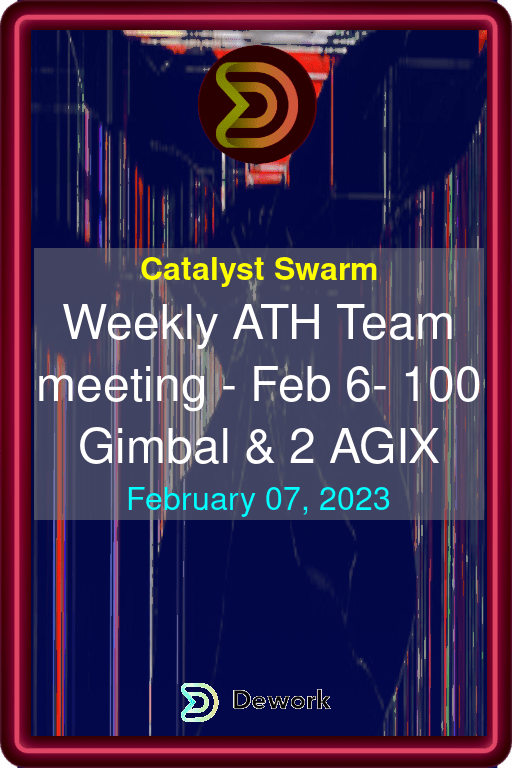 Catalyst Swarm
Weekly ATH Team
meeting - Feb 6- 100
Gimbal & 2 AGIX
February 07, 2023
Dework